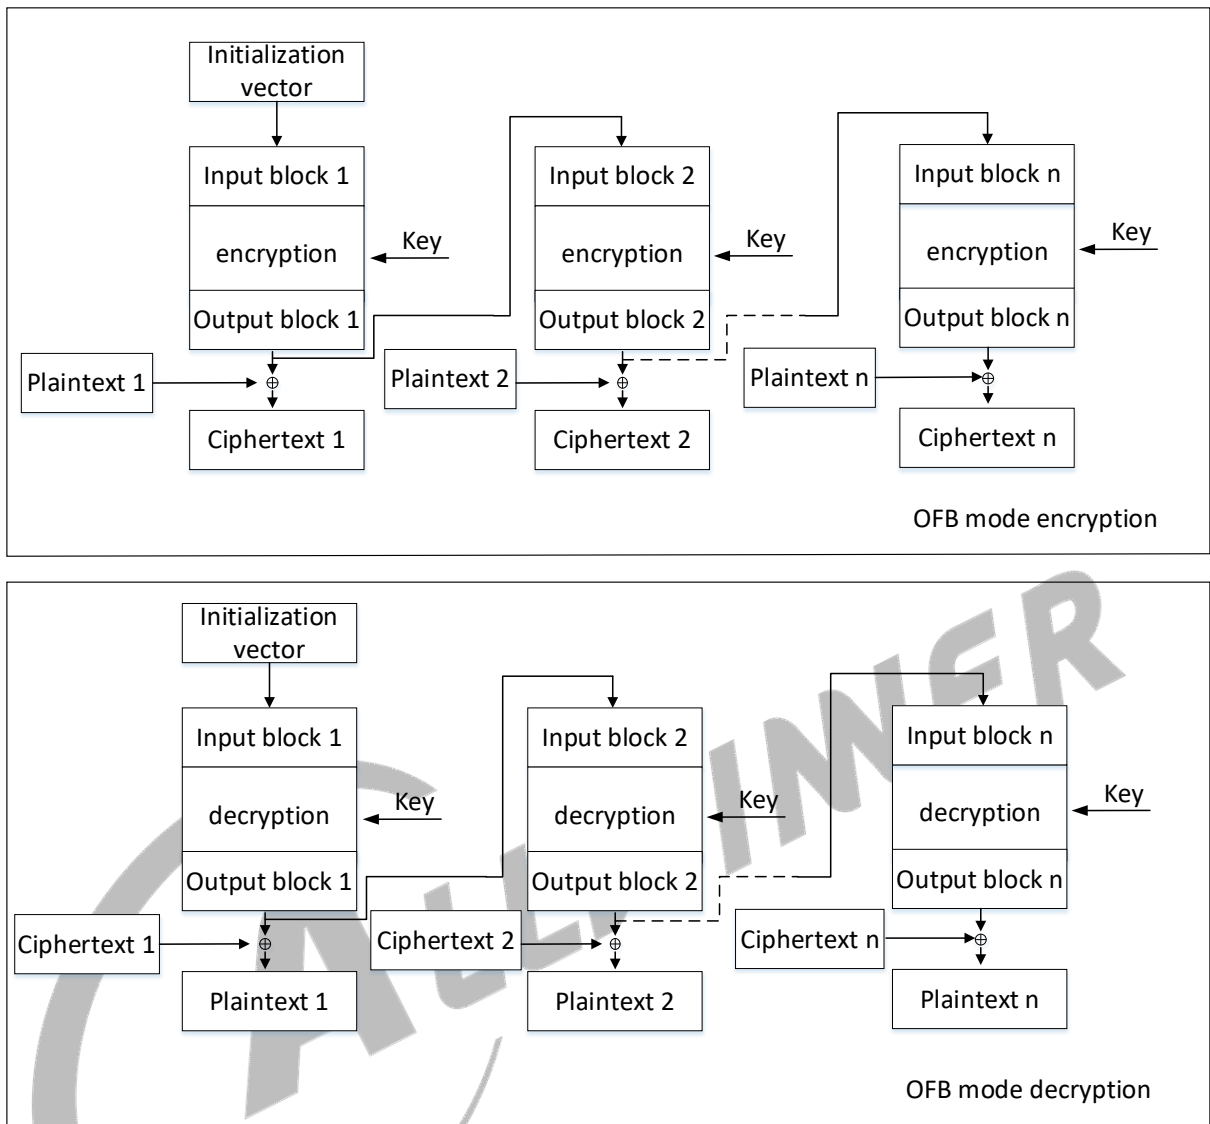 Initialization
vector
Input block 1
Input block 2
Input block n
encryption
Key
encryption
Key
encryption
Key
Output block 1
Output block 2
Output block n
Plaintext 1
Plaintext 2
Plaintext n
Ciphertext 1
Ciphertext 2
Ciphertext n
OFB mode encryption
Initialization
vector
Input block 1
Input block 2
Input block n
decryption
Key
decryption
Key
decryption
Key
Output block 1
Output block 2
Output block n
Ciphertext 1
Ciphertext 2
Ciphertext n
Plaintext 1
Plaintext 2
Plaintext n
OFB mode decryption